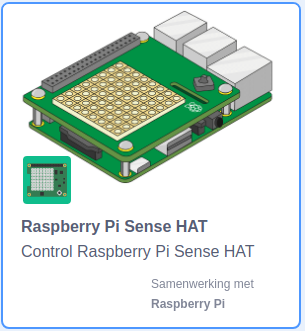 Raspberry Pi Sense HAT
Control Raspberry Pi Sense HAT
Samenwerking met
Raspberry Pi